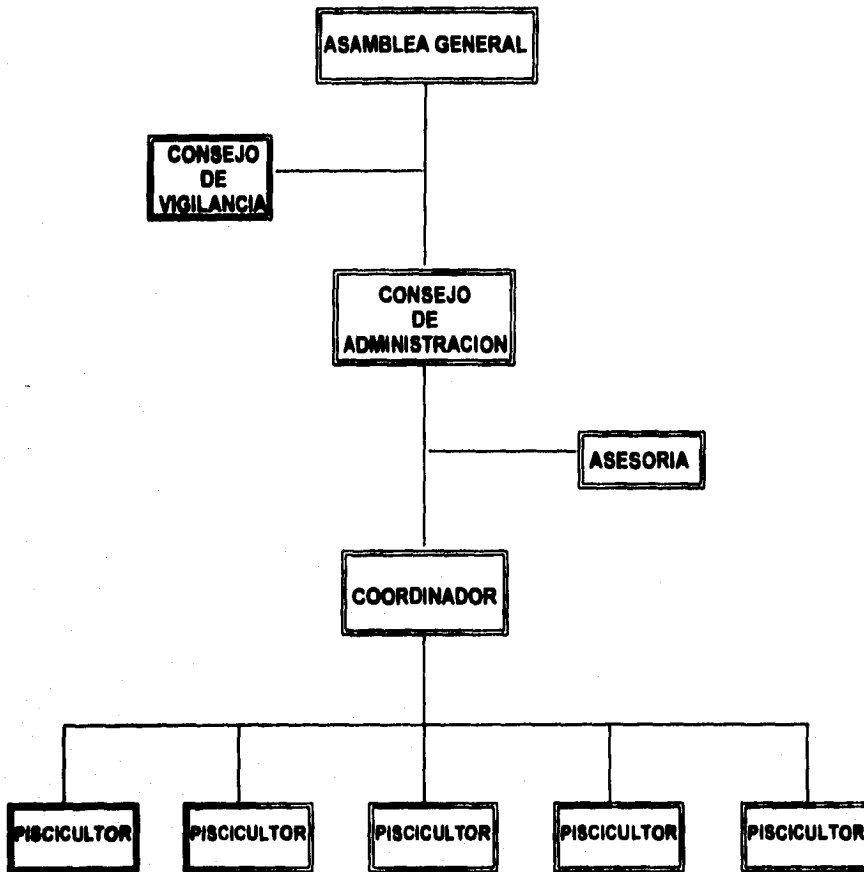 ASAMBLEA GENERAL
CONSEJO
DE
VIGILANCIA
CONSEJO
DE
ADMINISTRACION
ASESORIA
COORDINADOR
PISCICULTOR
PISCICULTOR
PISCICULTOR
PISCICULTOR
PISCICULTOR